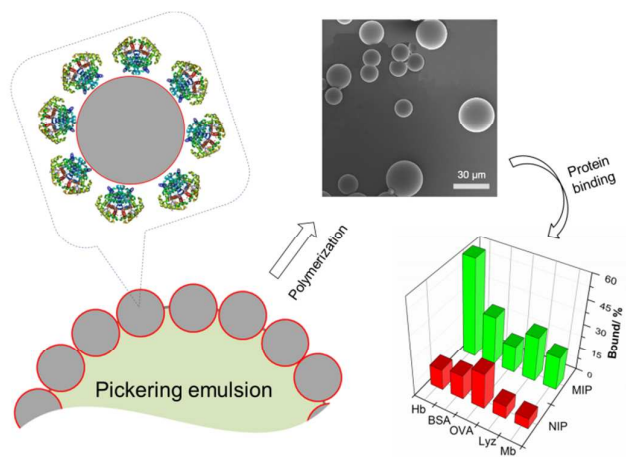 30 µm
Protein
binding
Polymerization
Pickering emulsion
60
45
30
15
0
Bound/ %
MIP
NIP
Hb
BSA
OVA
Lyz
Mb